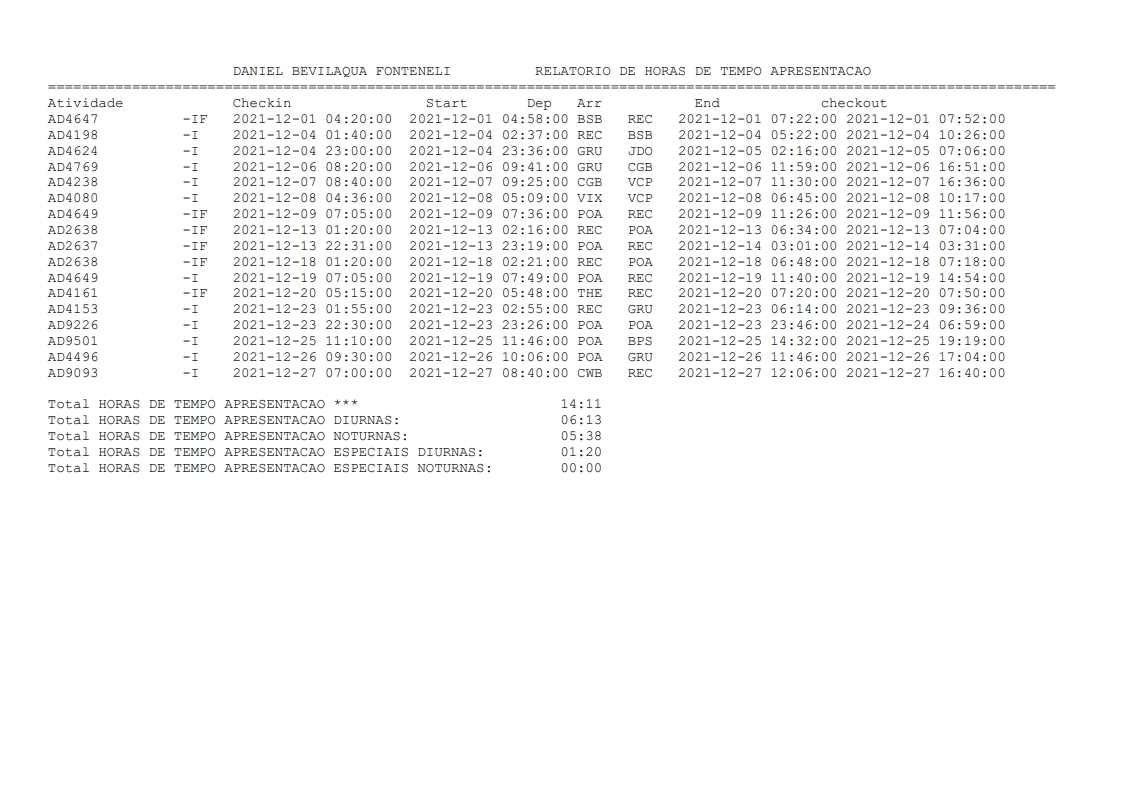 DANIEL BEVILAQUA FONTENELI RELATORIO DE HORAS DE TEMPO APRESENTACAO
========================================================================================================================
Atividade Checkin Start Dep Arr End checkout
AD4647 -IF 2021-12-01 04:20:00 2021-12-01 04:58:00 BSB REC 2021-12-01 07:22:00 2021-12-01 07:52:00
AD4198 -I 2021-12-04 01:40:00 2021-12-04 02:37:00 REC BSB 2021-12-04 05:22:00 2021-12-04 10:26:00
AD4624 -I 2021-12-04 23:00:00 2021-12-04 23:36:00 GRU JDO 2021-12-05 02:16:00 2021-12-05 07:06:00
AD4769 -I 2021-12-06 08:20:00 2021-12-06 09:41:00 GRU CGB 2021-12-06 11:59:00 2021-12-06 16:51:00
AD4238 -I 2021-12-07 08:40:00 2021-12-07 09:25:00 CGB VCP 2021-12-07 11:30:00 2021-12-07 16:36:00
AD4080 -I 2021-12-08 04:36:00 2021-12-08 05:09:00 VIX VCP 2021-12-08 06:45:00 2021-12-08 10:17:00
AD4649 -IF 2021-12-09 07:05:00 2021-12-09 07:36:00 POA REC 2021-12-09 11:26:00 2021-12-09 11:56:00
AD2638 -IF 2021-12-13 01:20:00 2021-12-13 02:16:00 REC POA 2021-12-13 06:34:00 2021-12-13 07:04:00
AD2637 -IF 2021-12-13 22:31:00 2021-12-13 23:19:00 POA REC 2021-12-14 03:01:00 2021-12-14 03:31:00
AD2638 -IF 2021-12-18 01:20:00 2021-12-18 02:21:00 REC POA 2021-12-18 06:48:00 2021-12-18 07:18:00
AD4649 -I 2021-12-19 07:05:00 2021-12-19 07:49:00 POA REC 2021-12-19 11:40:00 2021-12-19 14:54:00
AD4161 -IF 2021-12-20 05:15:00 2021-12-20 05:48:00 THE REC 2021-12-20 07:20:00 2021-12-20 07:50:00
AD4153 -I 2021-12-23 01:55:00 2021-12-23 02:55:00 REC GRU 2021-12-23 06:14:00 2021-12-23 09:36:00
AD9226 -I 2021-12-23 22:30:00 2021-12-23 23:26:00 POA POA 2021-12-23 23:46:00 2021-12-24 06:59:00
AD9501 -I 2021-12-25 11:10:00 2021-12-25 11:46:00 POA BPS 2021-12-25 14:32:00 2021-12-25 19:19:00
AD4496 -I 2021-12-26 09:30:00 2021-12-26 10:06:00 POA GRU 2021-12-26 11:46:00 2021-12-26 17:04:00
AD9093 -I 2021-12-27 07:00:00 2021-12-27 08:40:00 CWB REC 2021-12-27 12:06:00 2021-12-27 16:40:00
Total HORAS DE TEMPO APRESENTACAO *** 14:11
Total HORAS DE TEMPO APRESENTACAO DIURNAS: 06:13
Total HORAS DE TEMPO APRESENTACAO NOTURNAS: 05:38
Total HORAS DE TEMPO APRESENTACAO ESPECIAIS DIURNAS: 01:20
Total HORAS DE TEMPO APRESENTACAO ESPECIAIS NOTURNAS: 00:00